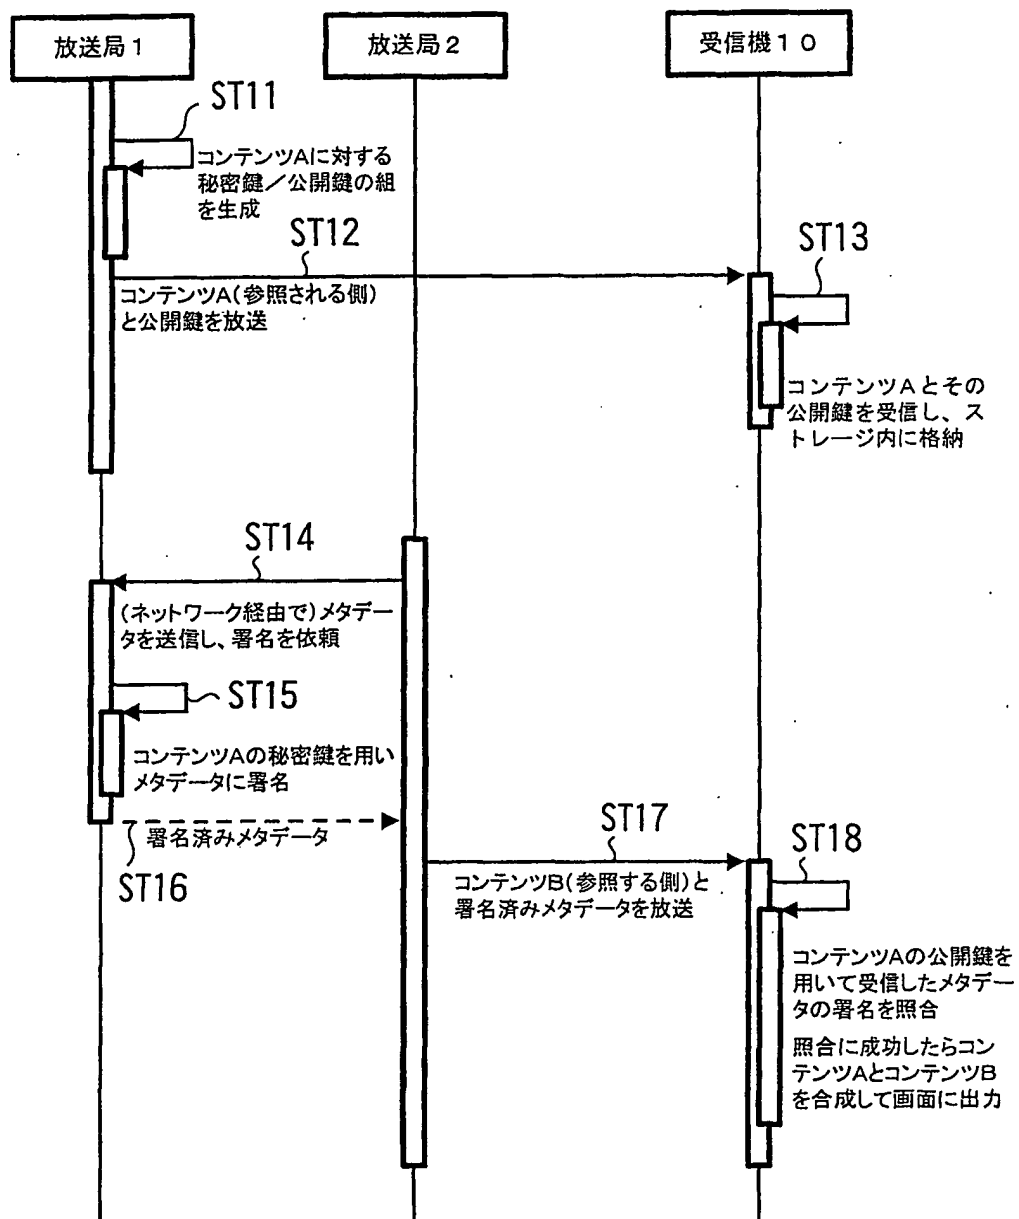 放送局1
放送局2
受信機10
ST11
コンテンツAに対する
秘密鍵／公開鍵の組
を生成
ST12
コンテンツA(参照される側)
と公開鍵を放送
ST13
コンテンツAとその
公開鍵を受信し、ス
トレージ内に格納
ST14
(ネットワーク経由で)メタデー
タを送信し、署名を依頼
ST15
コンテンツAの秘密鍵を用い
メタデータに署名
署名済みメタデータ
ST16
ST17
コンテンツB(参照する側)と
署名済みメタデータを放送
ST18
コンテンツAの公開鍵を
用いて受信したメタデー
タの署名を照合
照合に成功したらコン
テンツAとコンテンツB
を合成して画面に出力